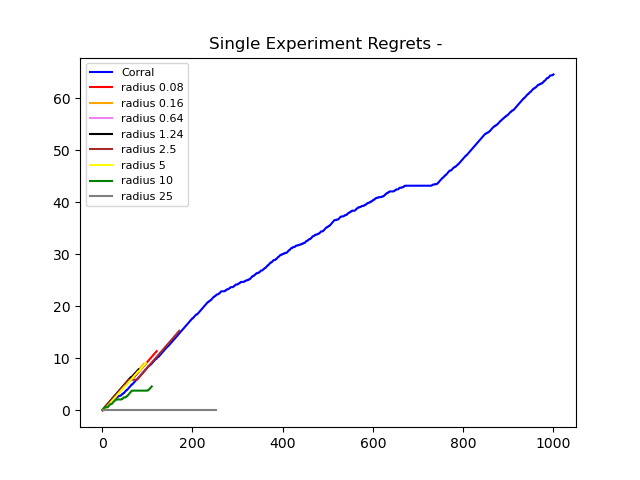 Single Experiment Regrets -
Corral
radius 0.08
radius 0.16
radius 0.64
radius 1.24
radius 2.5
radius 5
radius 10
radius 25
60
50
40
30
20
10
0
0 200 400 600 800 1000